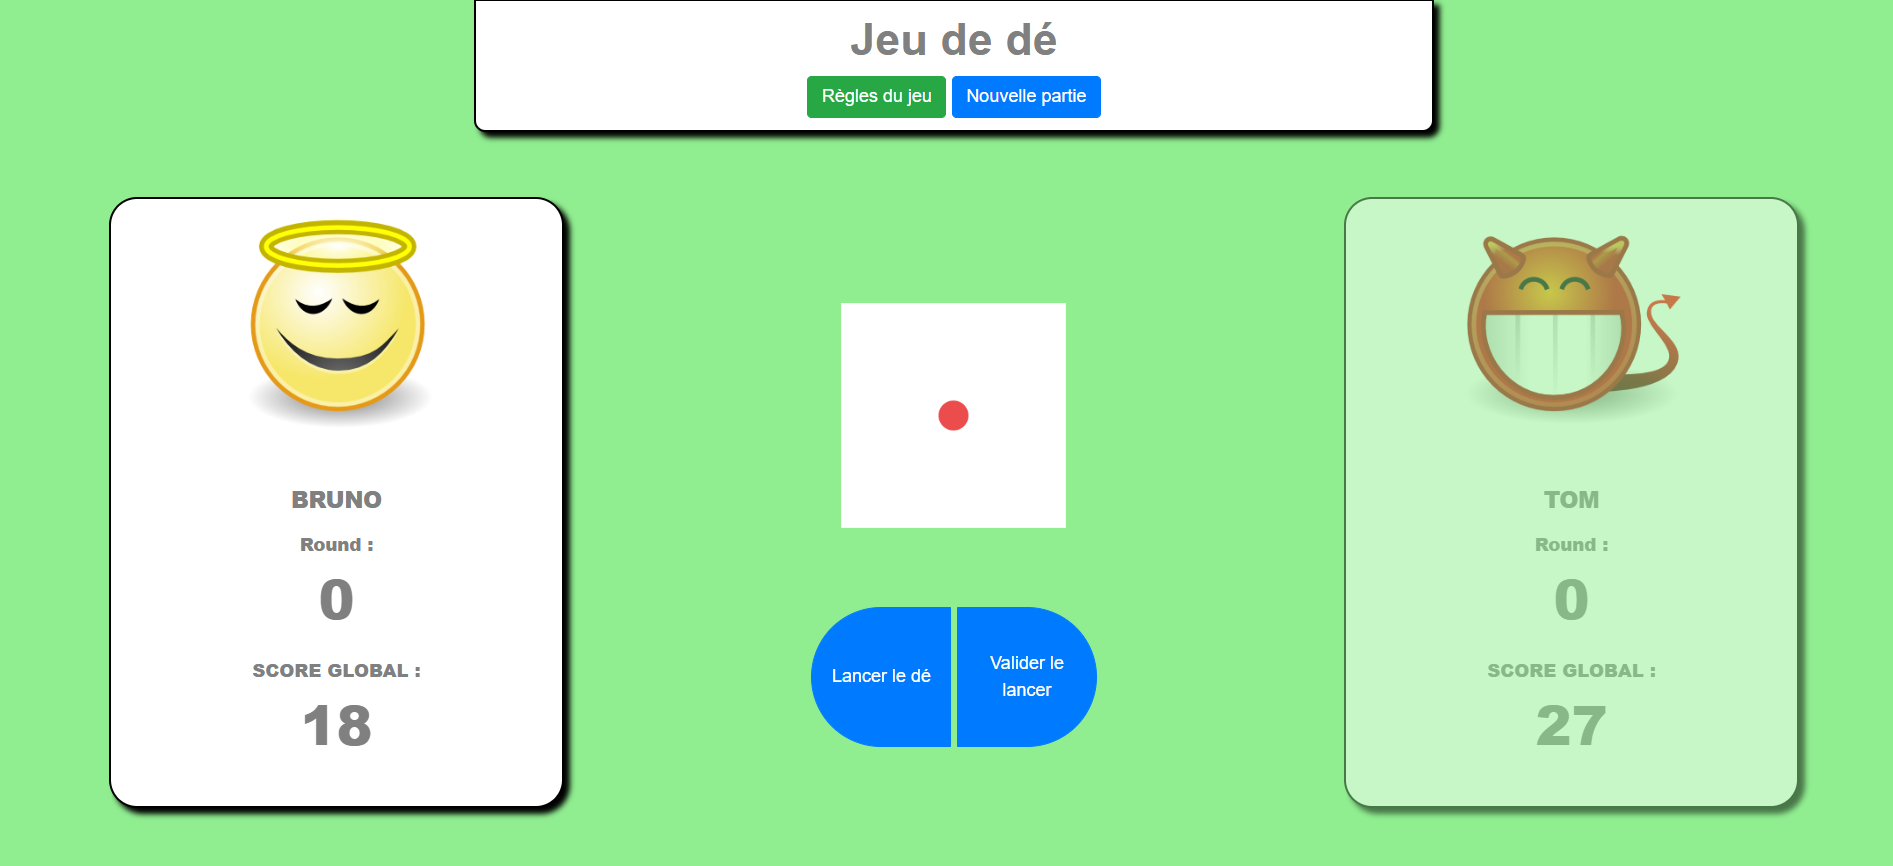 Jeu de dé
Règles du jeu
Nouvelle partie
BRUNO
Round :
0
SCORE GLOBAL :
18
Lancer le dé
Valider le
lancer
TOM
Round :
0
SCORE GLOBAL :
27